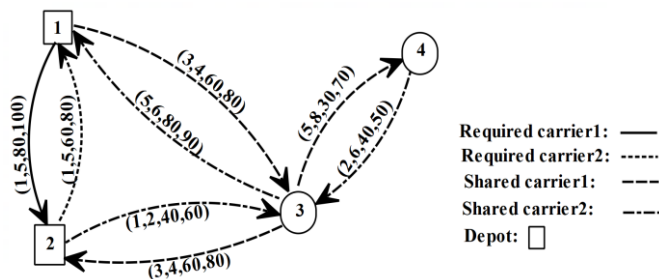 1
4
(3,4,60,80)
(5,6,80,90)
(5,8,30,70)
(2,6,40,50)
(1,5,80,100)
(1,5,60,80)
3
2
(1,2,40,60)
(3,4,60,80)
Required carrier1:
Required carrier2:
Shared carrier1:
Shared carrier2:
Depot: